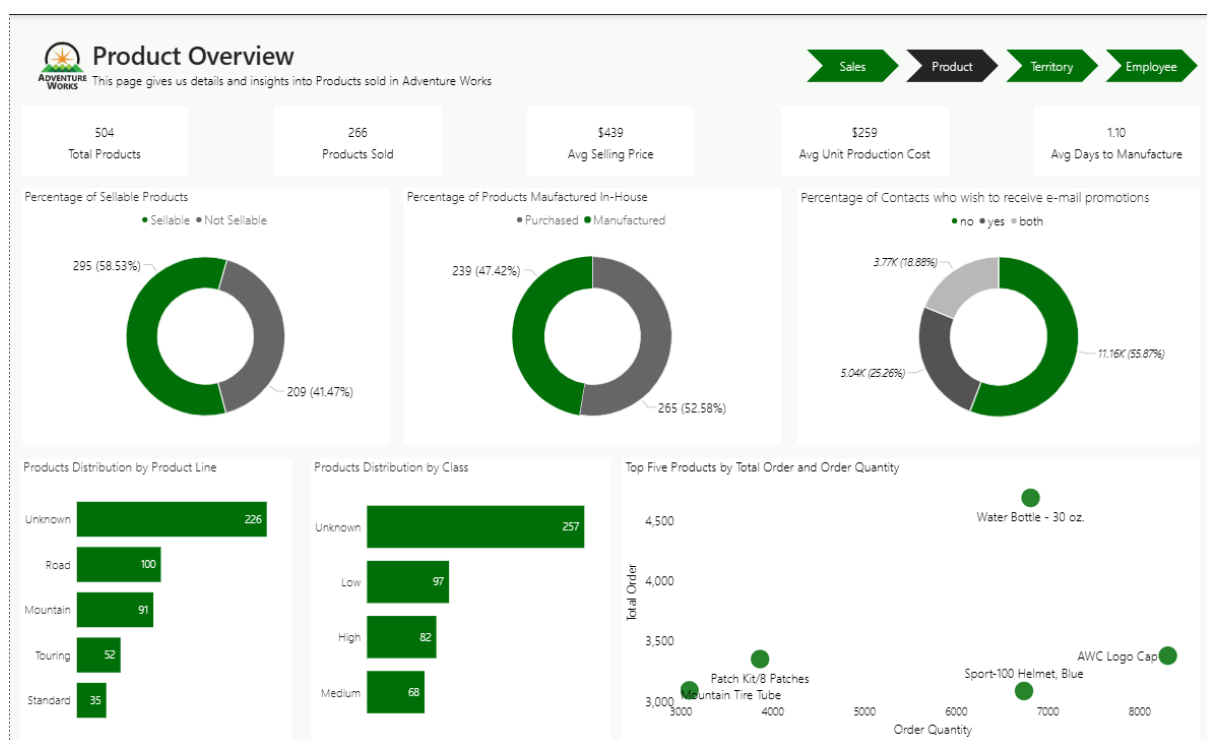 Product Overview
ADVENTURE
WORKS
This page gives us details and insights into Products sold in Adventure Works
Sales
Product
Territory
Employee
504
Total Products
266
Products Sold
$439
Avg Selling Price
$259
Avg Unit Production Cost
1.10
Avg Days to Manufacture
Percentage of Sellable Products
Sellable Not Sellable
295 (58.53%)
209 (41.47%)
Percentage of Products Maufactured In-House
Purchased Manufactured
239 (47.42%)
265 (52.58%)
Percentage of Contacts who wish to receive e-mail promotions
no yes both
3.77K (18.88%)
11.16K (55.87%)
5.04K (25.26%)
Products Distribution by Product Line
Unknown 226
Road 100
Mountain 91
Touring 52
Standard 35
Products Distribution by Class
Unknown 257
Low 97
High 82
Medium 68
Top Five Products by Total Order and Order Quantity
Total Order
4,500
4,000
3,500
3,000
Water Bottle - 30 oz.
AWC Logo Cap
Patch Kit/8 Patches
Sport-100 Helmet, Blue
Mountain Tire Tube
3000 4000 5000 6000 7000 8000
Order Quantity